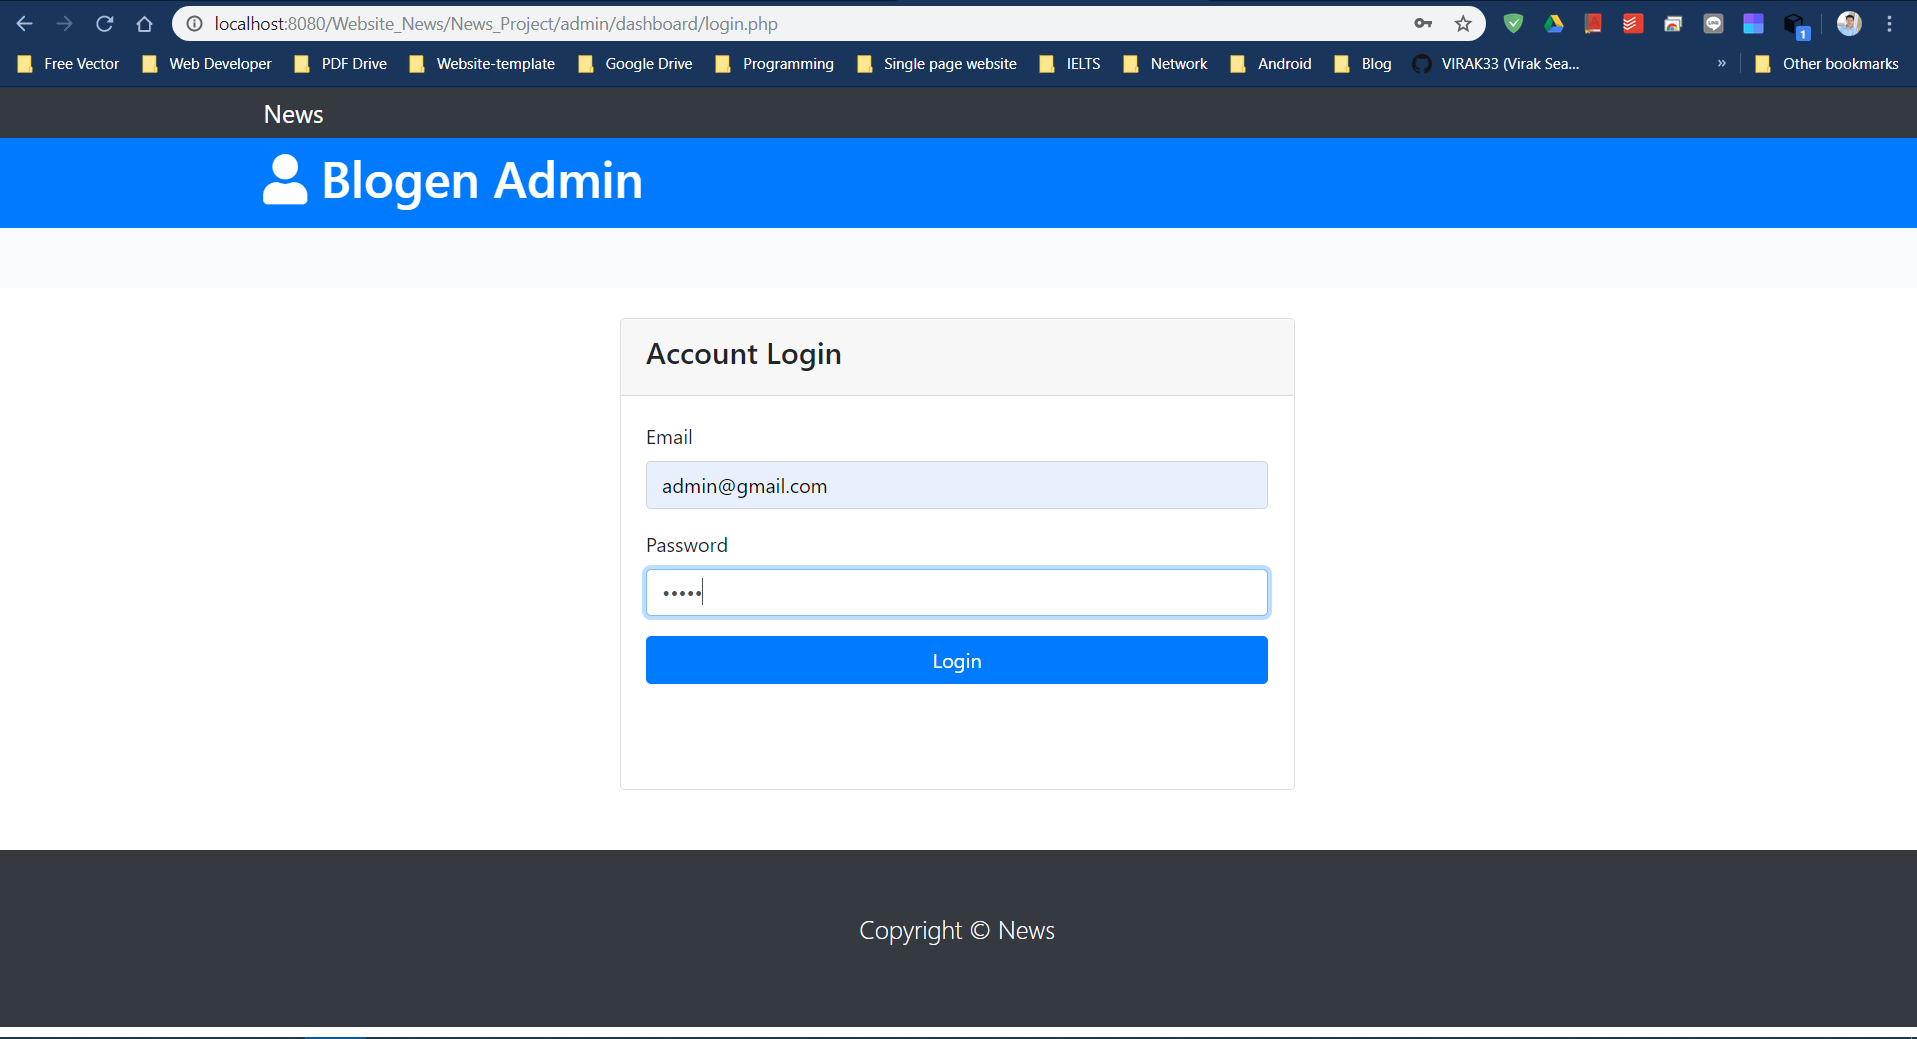 localhost:8080/Website_News/News_Project/admin/dashboard/login.php
1
Free Vector Web Developer PDF Drive Website-template Google Drive Programming Single page website IELTS Network Android Blog VIRAK33 (Virak Sea... » Other bookmarks
News
Blogen Admin
Account Login
Email
admin@gmail.com
Password
•••••
Login
Copyright © News